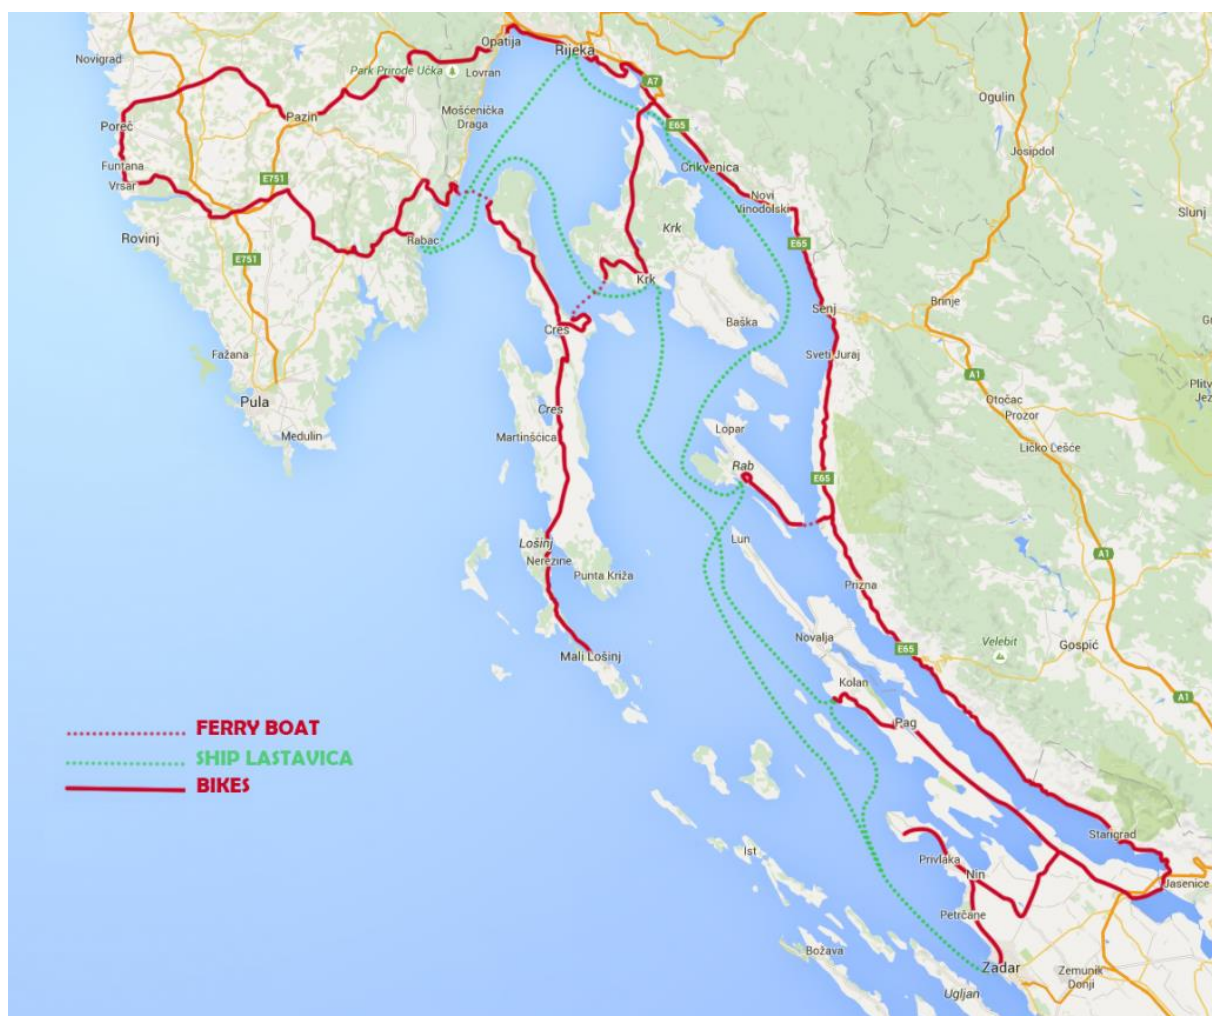 Opatija
Rijeka
Novigrad
Park Prirode Učka
Lovran
A7
Ogulin
Mošćenička
Draga
Pazin
Poreč
E65
Josipdol
Funtana
Crikvenica
Vrsar
E751
Novi
Vinodolski
Slunj
Krk
Rovinj
Rabac
E65
E751
Krk
Brinje
Senj
Baška
Cres
Fažana
Sveti Juraj
A1
Plitv
Jez
Pula
Otočac
Cres
Prozor
Lopar
Medulin
Martinšćica
Ličko Lešće
Rab
E65
Lun
Lošinj
A1
Nerezine
Punta Križa
Prizna
Novalja
Velebit
Gospić
E65
Mali Lošinj
Kolan
A1
Pag
FERRY BOAT
SHIP LASTAVICA
BIKES
Starigrad
Ist
Privlaka
Nin
Jasenice
Petrčane
Božava
Zadar
Zemunik
Donji
Ugljan